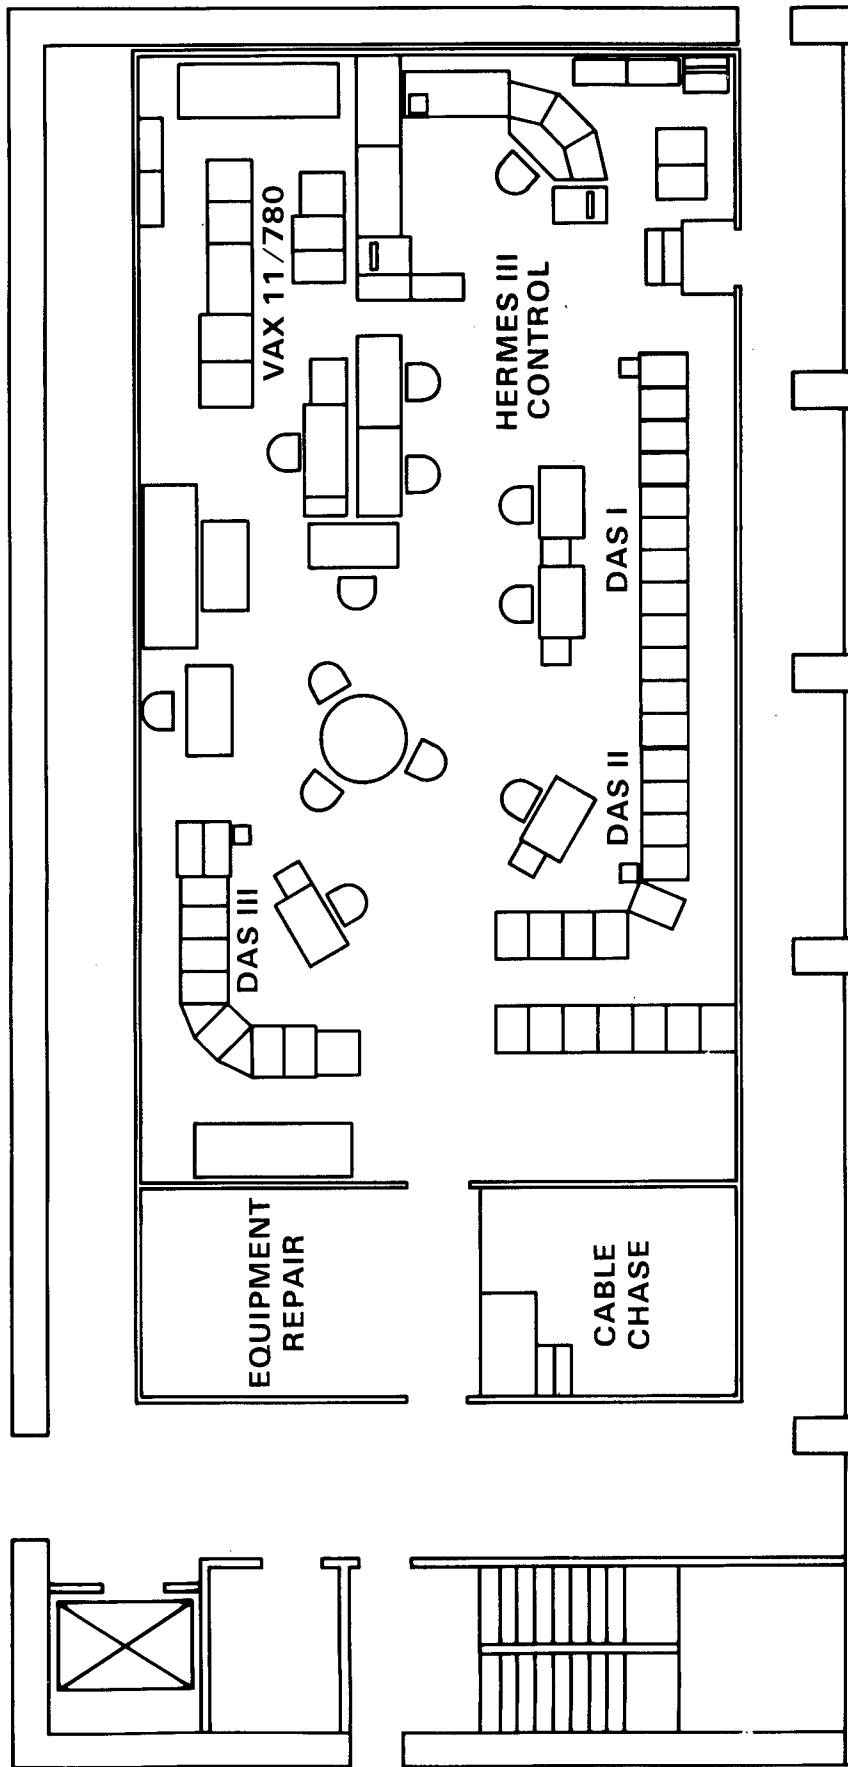 VAX 11/780
HERMES III
CONTROL
DAS I
DAS II
DAS III
EQUIPMENT
REPAIR
CABLE
CHASE